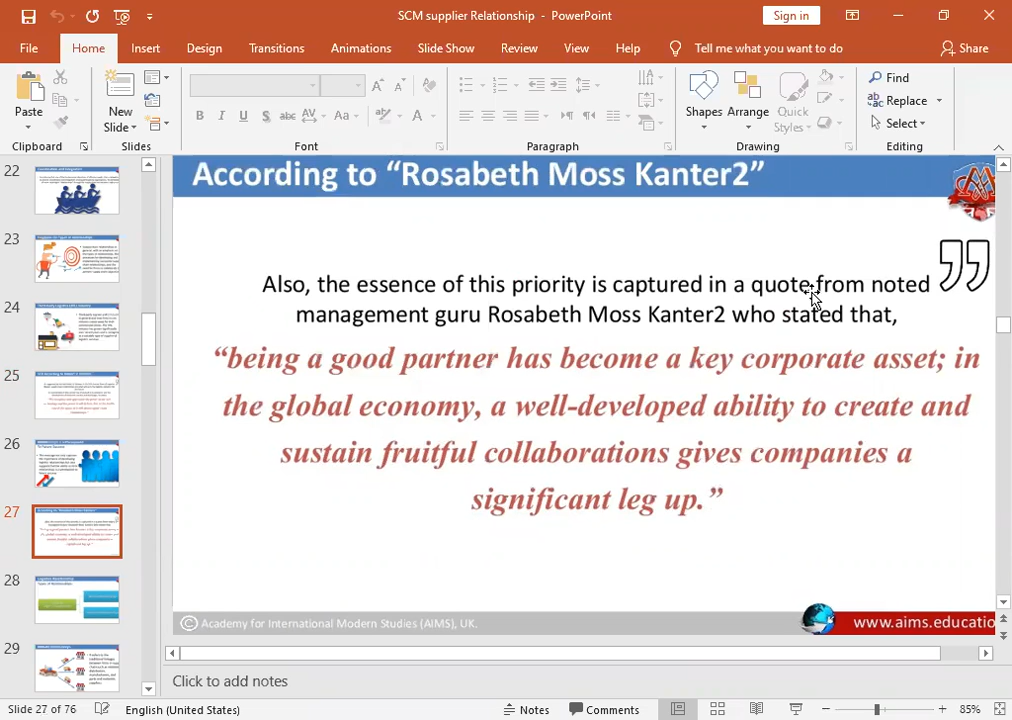 SCM supplier Relationship - PowerPoint
Sign in
File Home Insert Design Transitions Animations Slide Show Review View Help Tell me what you want to do Share
Paste
New
Slide
B I U S abc AV Aa A
Shapes
Arrange
Quick
Styles
Find
Replace
Select
Clipboard Slides Font Paragraph Drawing Editing
22
23
24
25
26
27
28
29
According to “Rosabeth Moss Kanter2”
Also, the essence of this priority is captured in a quote from noted
management guru Rosabeth Moss Kanter2 who stated that,
“being a good partner has become a key corporate asset; in
the global economy, a well-developed ability to create and
sustain fruitful collaborations gives companies a
significant leg up.”
© Academy for International Modern Studies (AIMS), UK.
www.aims.educatio
Click to add notes
Slide 27 of 76 English (United States) Notes Comments 85%